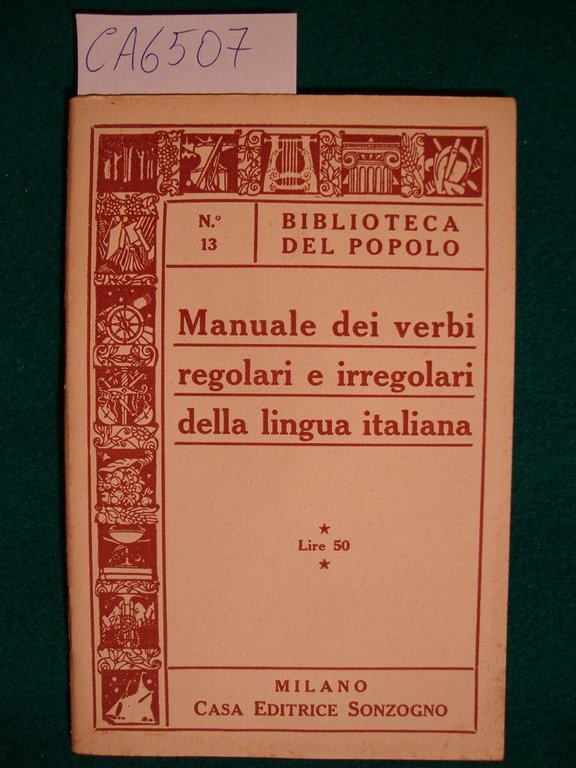 CA6507
N.° BIBLIOTECA
13 DEL POPOLO
Manuale dei verbi
regolari e irregolari
della lingua italiana
Lire 50
MILANO
CASA EDITRICE SONZOGNO